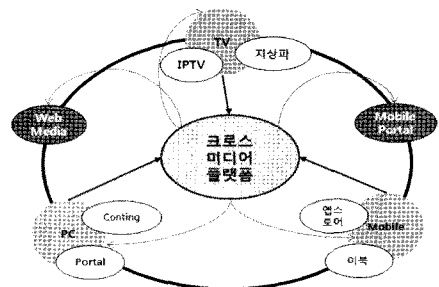 TV
IPTV
지상파
Web
Media
Mobile
Portal
크로스
미디어
플랫폼
PC
Conting
Portal
앱스
토어
Mobile
이북